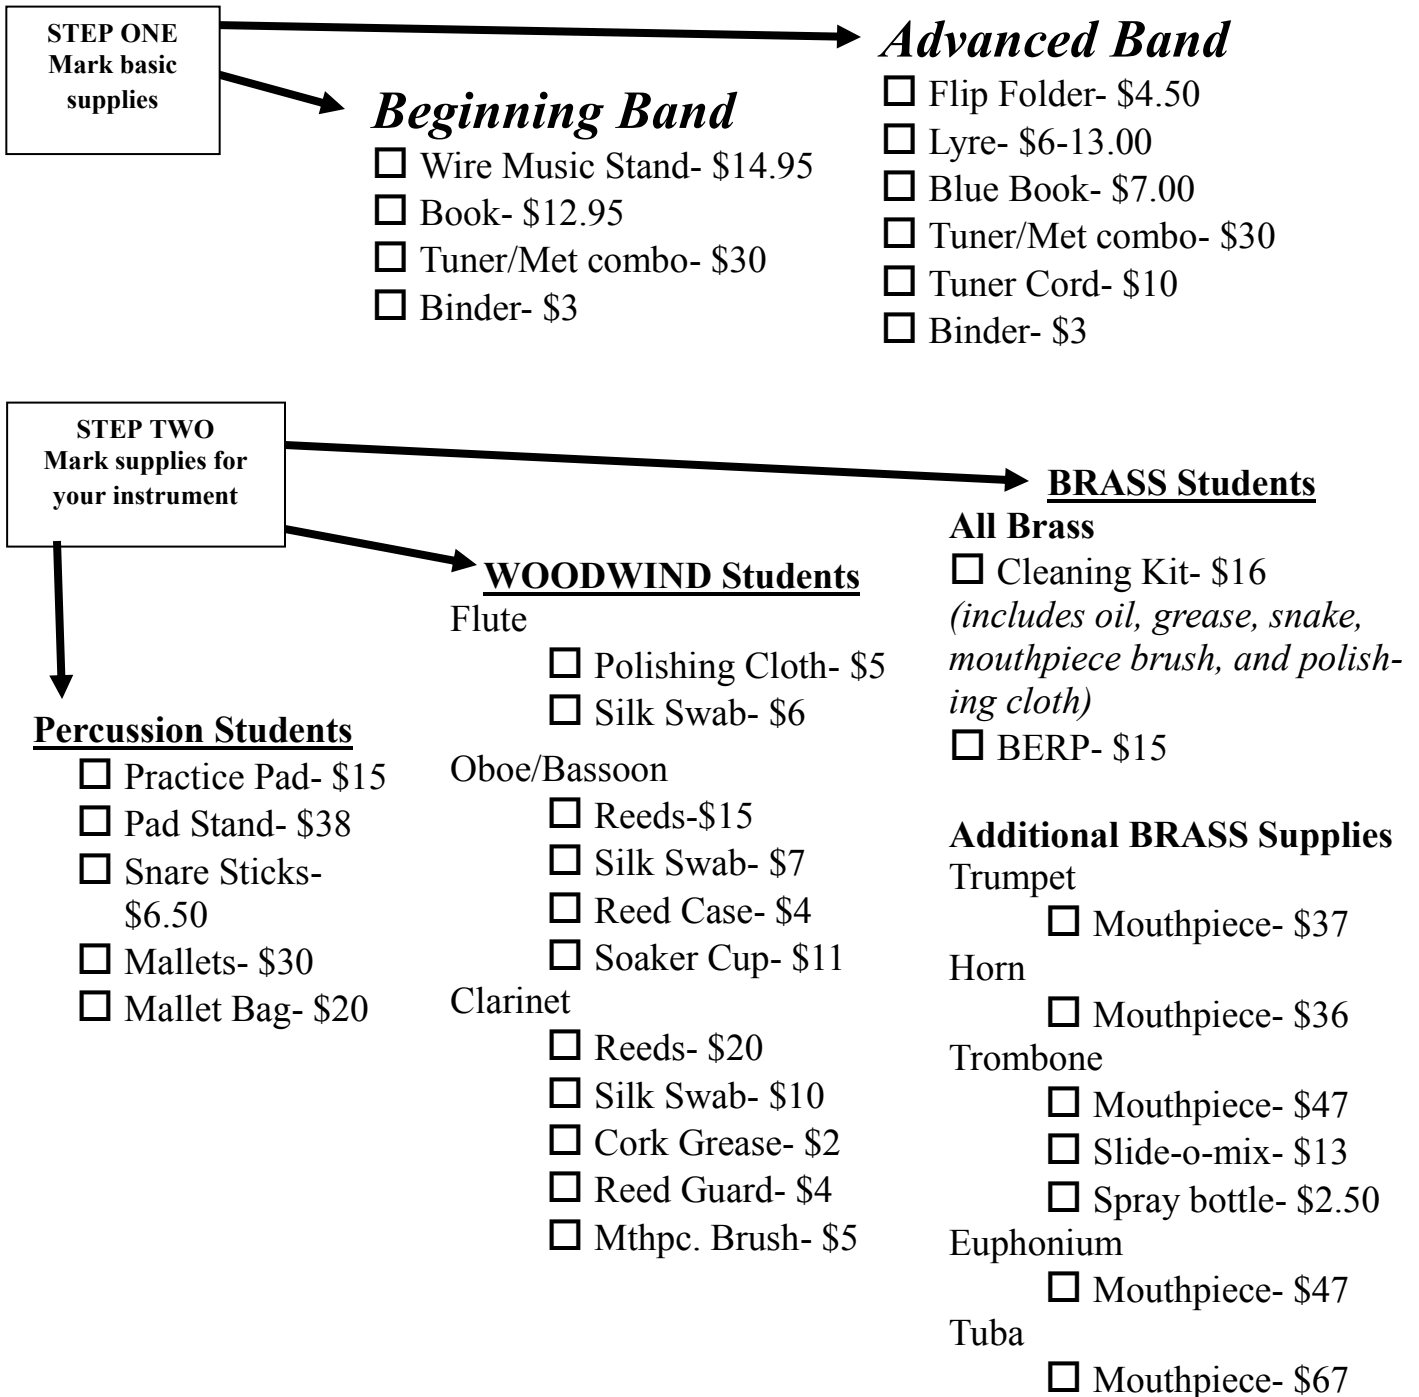 STEP ONE
Mark basic
supplies
Advanced Band
☐ Flip Folder- $4.50
☐ Lyre- $6-13.00
☐ Blue Book- $7.00
☐ Tuner/Met combo- $30
☐ Tuner Cord- $10
☐ Binder- $3
Beginning Band
☐ Wire Music Stand- $14.95
☐ Book- $12.95
☐ Tuner/Met combo- $30
☐ Binder- $3
STEP TWO
Mark supplies for
your instrument
Percussion Students
☐ Practice Pad- $15
☐ Pad Stand- $38
☐ Snare Sticks-
$6.50
☐ Mallets- $30
☐ Mallet Bag- $20
WOODWIND Students
Flute
☐ Polishing Cloth- $5
☐ Silk Swab- $6
Oboe/Bassoon
☐ Reeds-$15
☐ Silk Swab- $7
☐ Reed Case- $4
☐ Soaker Cup- $11
Clarinet
☐ Reeds- $20
☐ Silk Swab- $10
☐ Cork Grease- $2
☐ Reed Guard- $4
☐ Mthpc. Brush- $5
BRASS Students
All Brass
☐ Cleaning Kit- $16
(includes oil, grease, snake,
mouthpiece brush, and polish-
ing cloth)
☐ BERP- $15
Additional BRASS Supplies
Trumpet
☐ Mouthpiece- $37
Horn
☐ Mouthpiece- $36
Trombone
☐ Mouthpiece- $47
☐ Slide-o-mix- $13
☐ Spray bottle- $2.50
Euphonium
☐ Mouthpiece- $47
Tuba
☐ Mouthpiece- $67